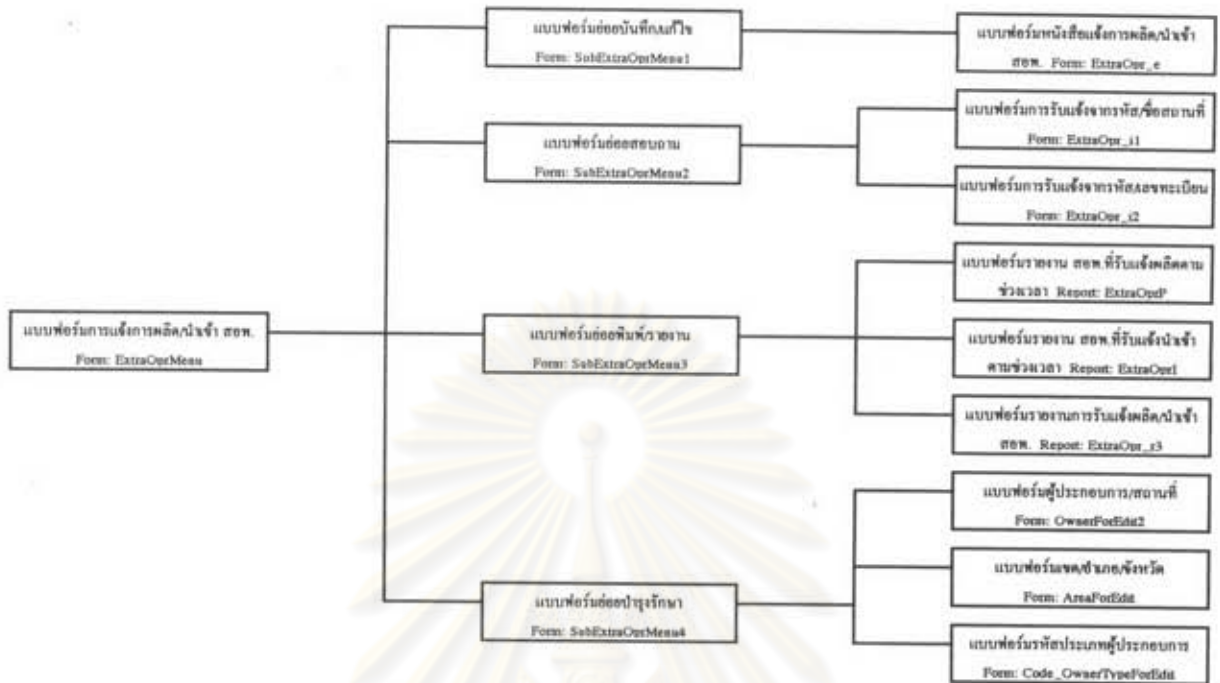 แบบฟอร์มการแจ้งการผลิต/นำเข้า สอพ.
Form: ExtraOprMenu
แบบฟอร์มย่อยบันทึก/แก้ไข
Form: SubExtraOprMenu1
แบบฟอร์มหนังสือแจ้งการผลิต/นำเข้า
สอพ. Form: ExtraOpr_e
แบบฟอร์มย่อยสอบถาม
Form: SubExtraOprMenu2
แบบฟอร์มการรับแจ้งจากรหัส/ชื่อสถานที่
Form: ExtraOpr_i1
แบบฟอร์มการรับแจ้งจากรหัส/เลขทะเบียน
Form: ExtraOpr_i2
แบบฟอร์มย่อยพิมพ์/รายงาน
Form: SubExtraOprMenu3
แบบฟอร์มรายงาน สอพ.ที่รับแจ้งผลิตตาม
ช่วงเวลา Report: ExtraOprP
แบบฟอร์มรายงาน สอพ.ที่รับแจ้งนำเข้า
ตามช่วงเวลา Report: ExtraOprI
แบบฟอร์มรายงานการรับแจ้งผลิต/นำเข้า
สอพ. Report: ExtraOpr_r3
แบบฟอร์มย่อยบำรุงรักษา
Form: SubExtraOprMenu4
แบบฟอร์มผู้ประกอบการ/สถานที่
Form: OwnerForEdit2
แบบฟอร์มเขต/อำเภอ/จังหวัด
Form: AreaForEdit
แบบฟอร์มรหัสประเภทผู้ประกอบการ
Form: Code_OwnerTypeForEdit